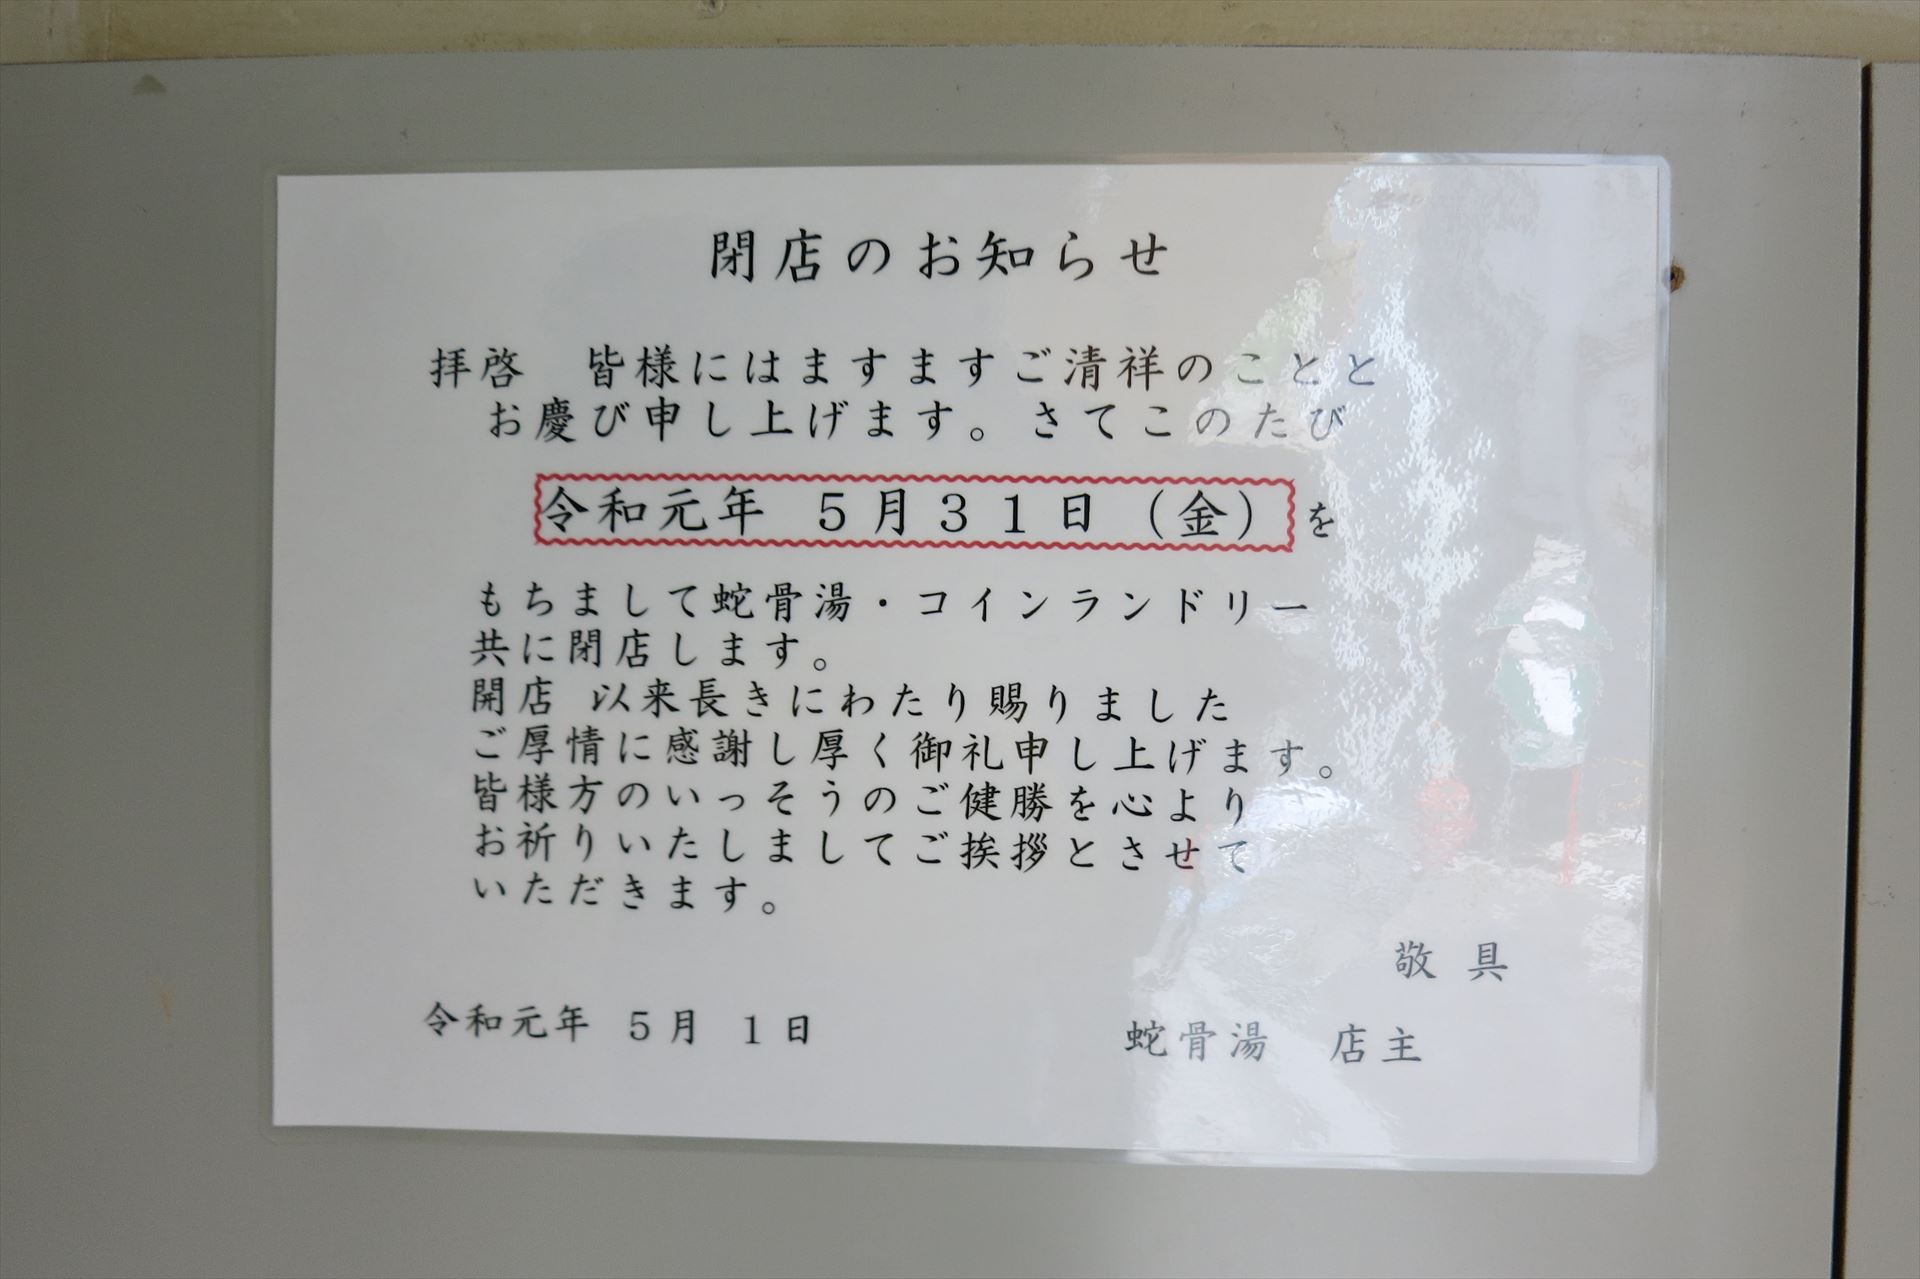 閉店のお知らせ
拝啓　皆様にはますますご清祥のことと
お慶び申し上げます。さてこのたび
令和元年　５月３１日（金）を
もちまして蛇骨湯・コインランドリー
共に閉店します。
開店 以来長きにわたり賜りました
ご厚情に感謝し厚く御礼申し上げます。
皆様方のいっそうのご健勝を心より
お祈りいたしましてご挨拶とさせて
いただきます。
敬 具
令和元年　５月　１日　蛇骨湯　店主